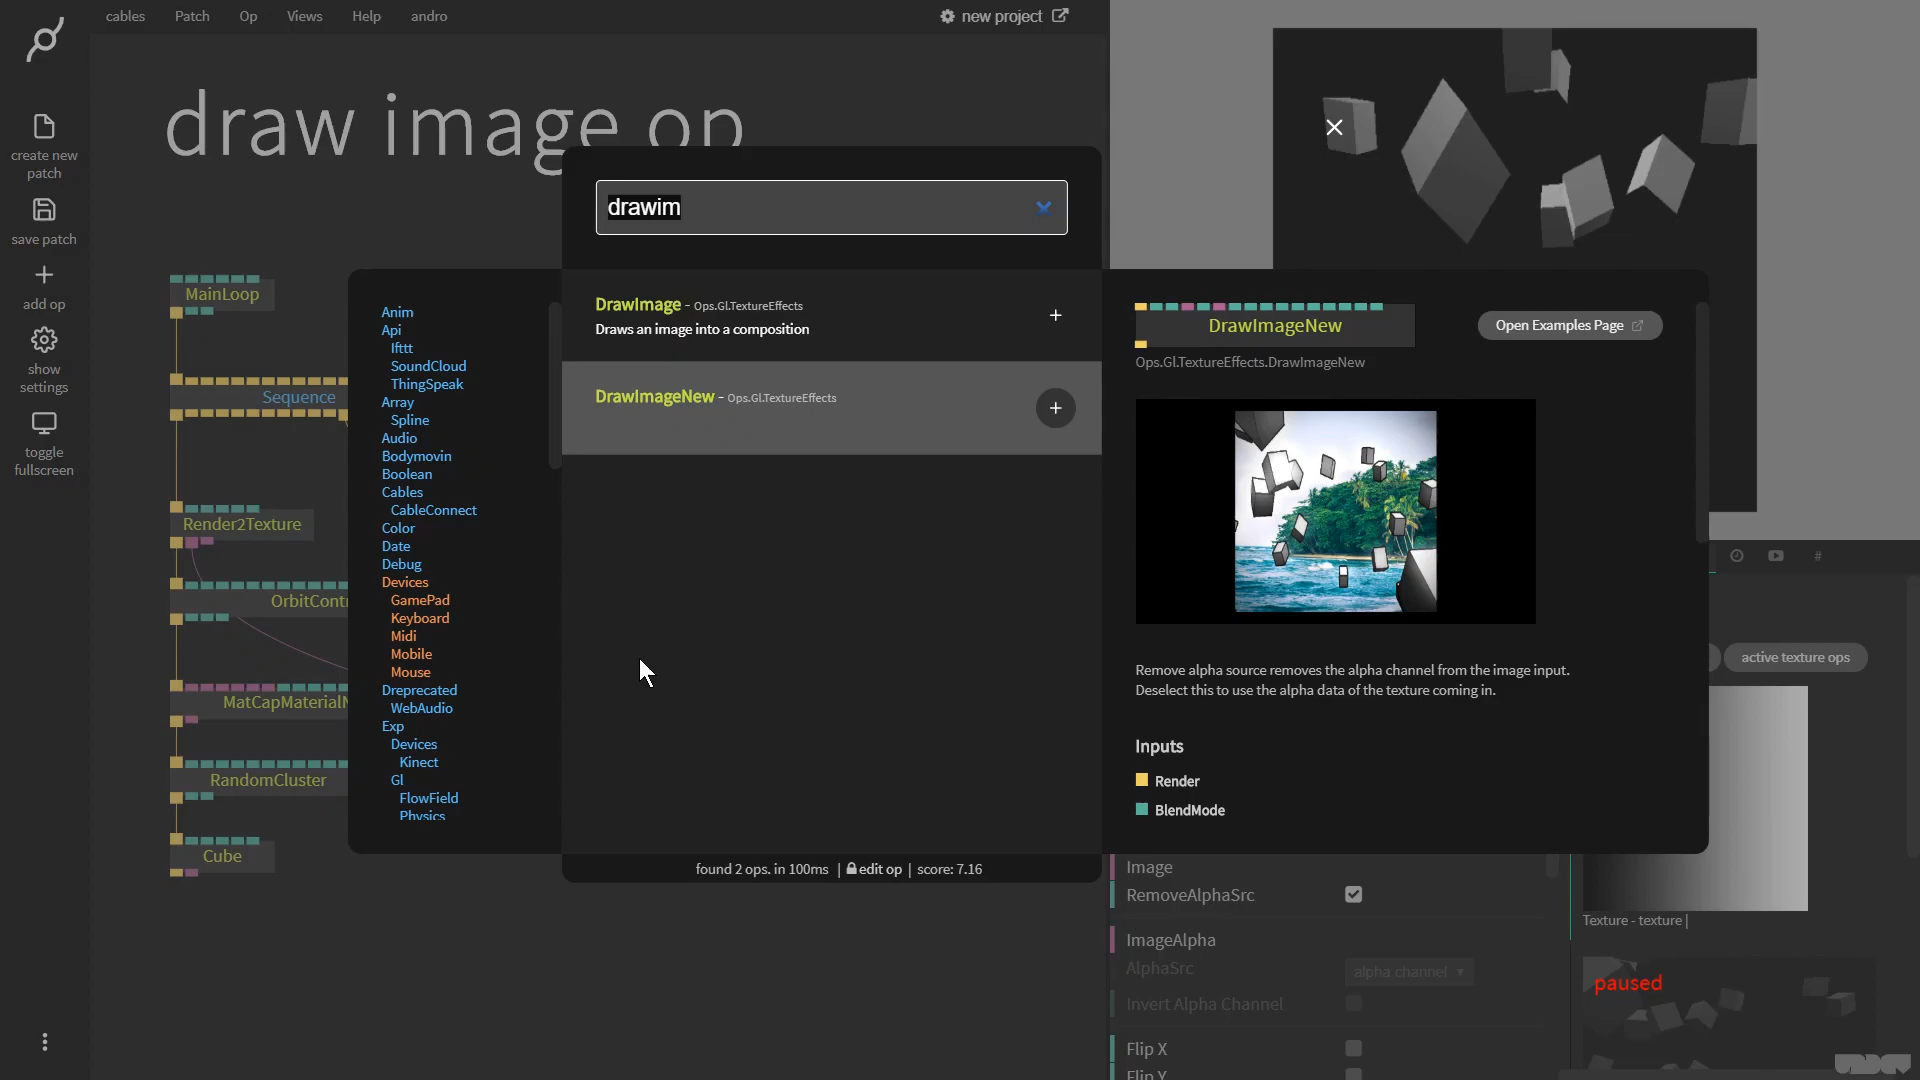 cables Patch Op Views Help andro
new project
draw image op
create new
patch
save patch
add op
show
settings
toggle
fullscreen
MainLoop
Sequence
Render2Texture
OrbitContr
MatCapMaterialN
RandomCluster
Cube
drawim
Anim
Api
Ifttt
SoundCloud
ThingSpeak
Array
Spline
Audio
Bodymovin
Boolean
Cables
CableConnect
Color
Date
Debug
Devices
GamePad
Keyboard
Midi
Mobile
Mouse
Dreprecated
WebAudio
Exp
Devices
Kinect
Gl
FlowField
Physics
DrawImage - Ops.Gl.TextureEffects
Draws an image into a composition
DrawImageNew - Ops.Gl.TextureEffects
found 2 ops. in 100ms | edit op | score: 7.16
DrawImageNew
Open Examples Page
Ops.Gl.TextureEffects.DrawImageNew
Remove alpha source removes the alpha channel from the image input.
Deselect this to use the alpha data of the texture coming in.
Inputs
Render
BlendMode
#
active texture ops
Texture - texture |
paused
Image
RemoveAlphaSrc
ImageAlpha
AlphaSrc
alpha channel
Invert Alpha Channel
Flip X
Flip Y